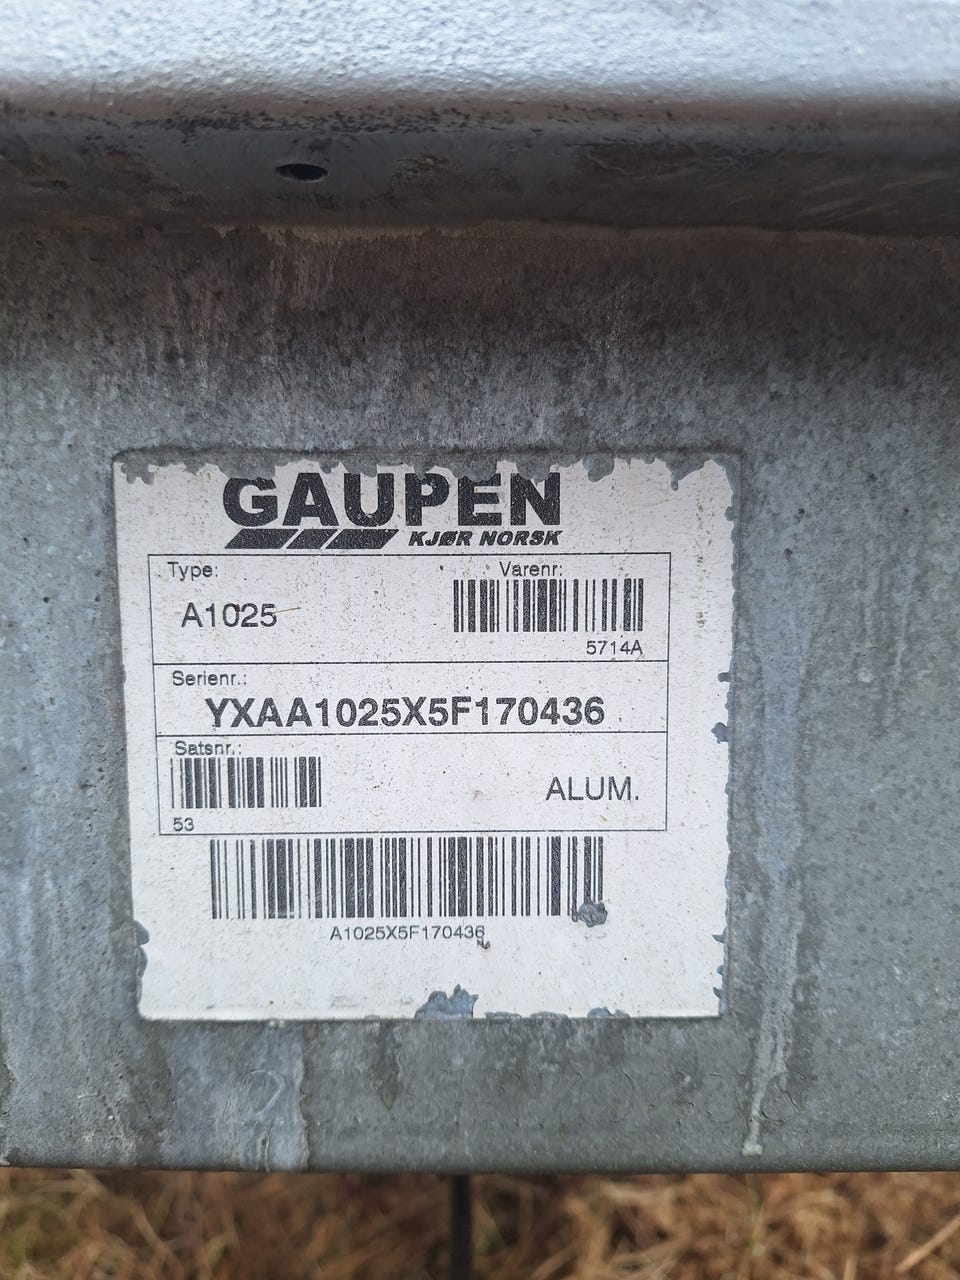 GAUPEN
KJØR NORSK
Type: Varenr:
A1025
5714A
Serienr.:
YXAA1025X5F170436
Satsnr.:
ALUM.
53
A1025X5F170436